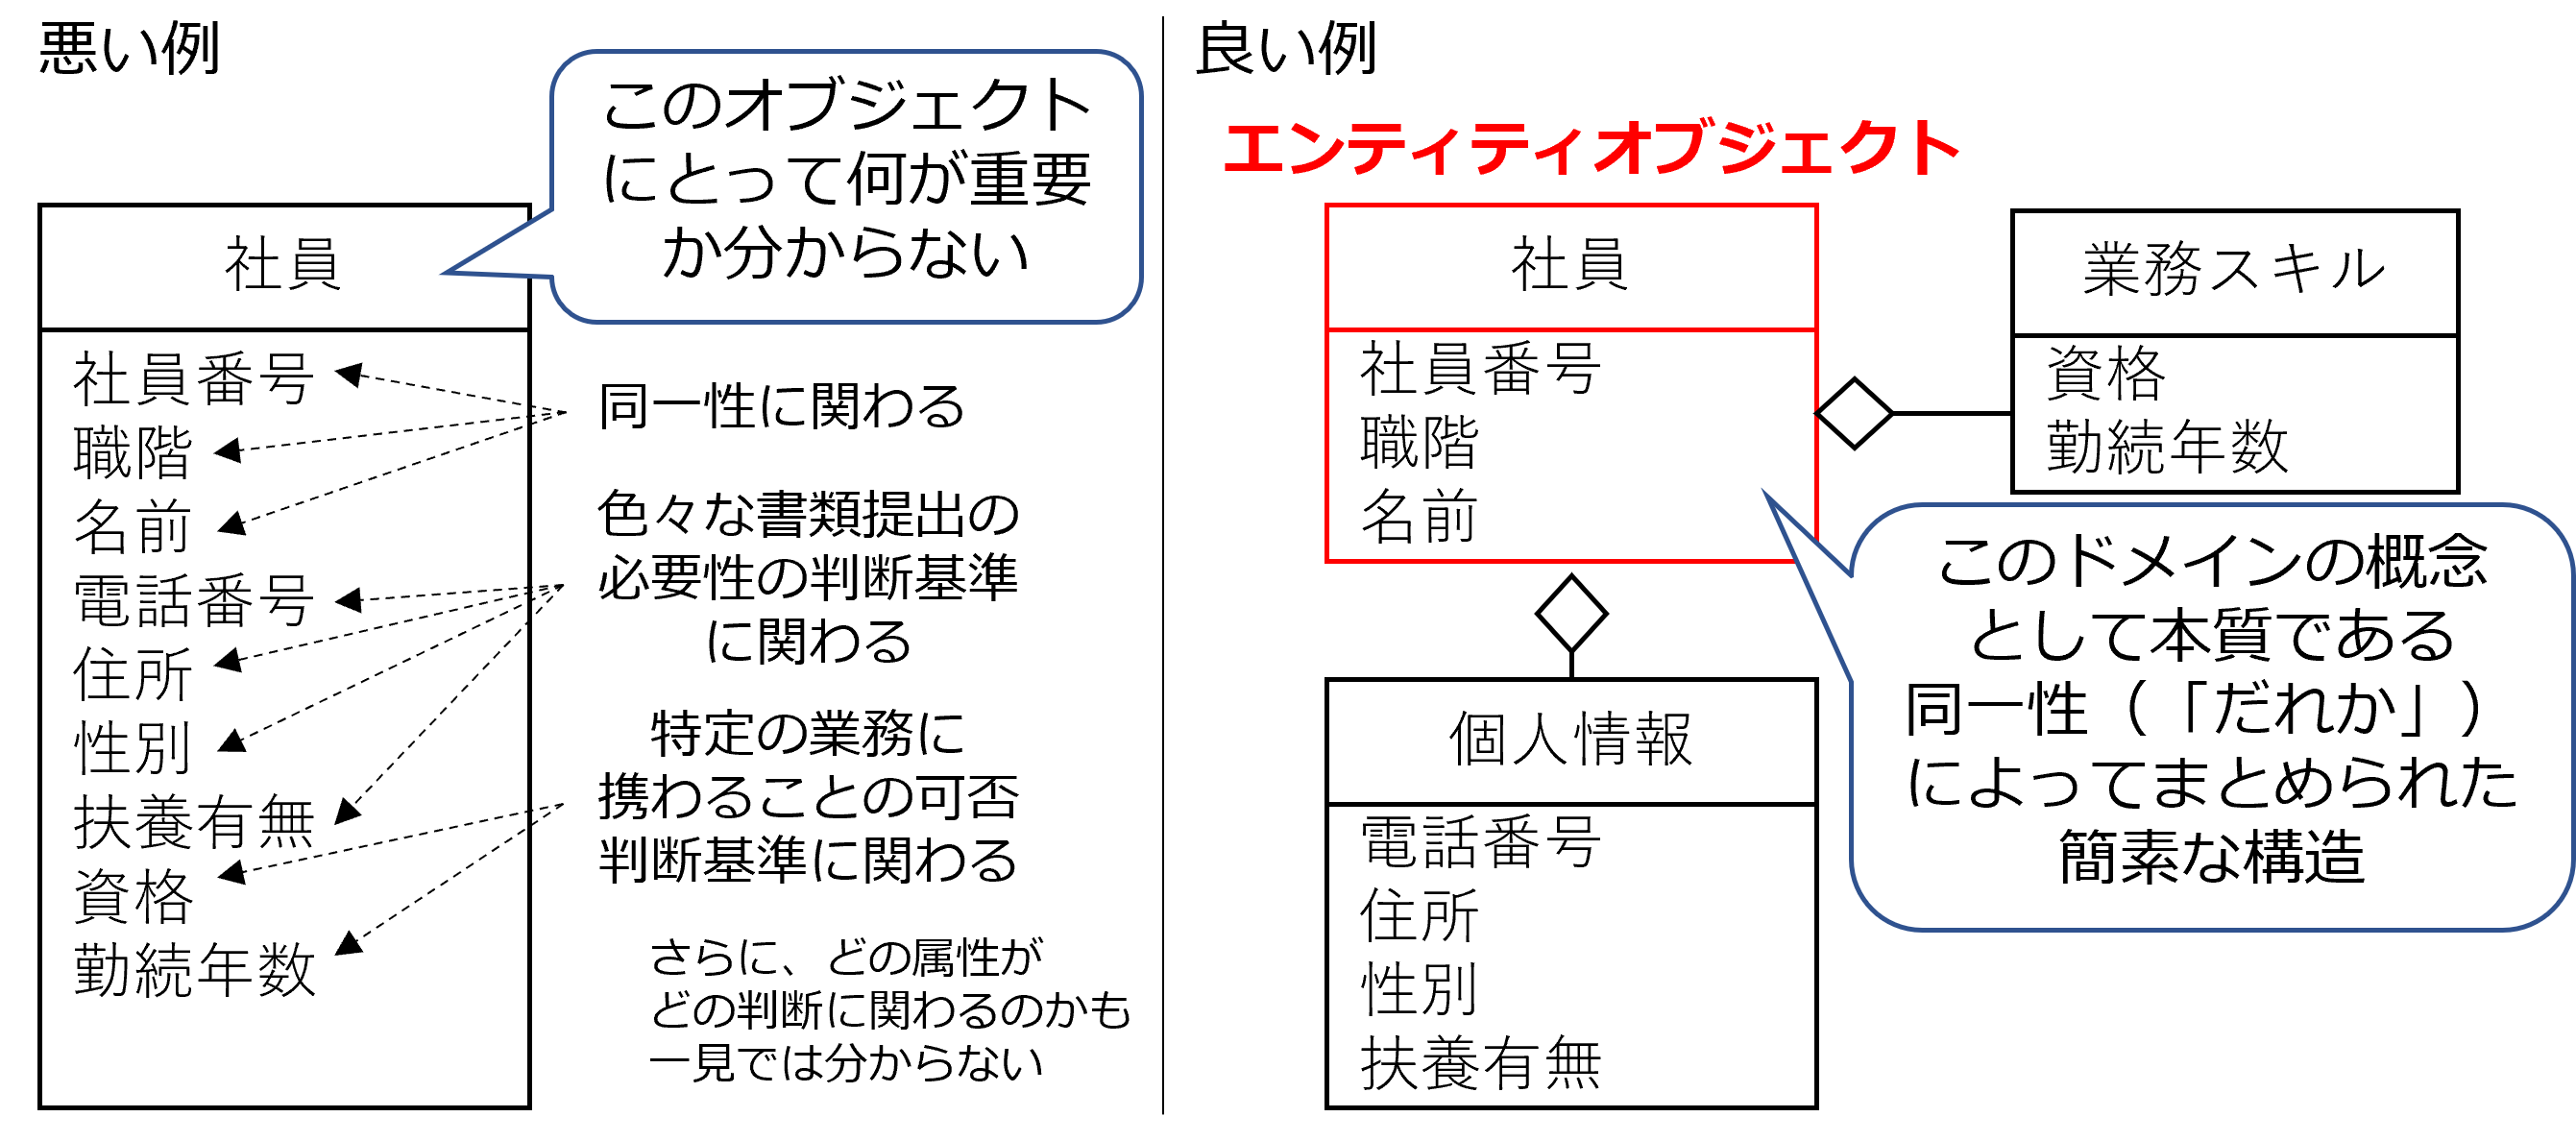 悪い例
このオブジェクト
にとって何が重要
か分からない
社員
社員番号
職階
名前
電話番号
住所
性別
扶養有無
資格
勤続年数
同一性に関わる
色々な書類提出の
必要性の判断基準
に関わる
特定の業務に
携わることの可否
判断基準に関わる
さらに、どの属性が
どの判断に関わるのかも
一見では分からない
良い例
エンティティオブジェクト
社員
社員番号
職階
名前
業務スキル
資格
勤続年数
このドメインの概念
として本質である
同一性（「だれか」）
によってまとめられた
簡素な構造
個人情報
電話番号
住所
性別
扶養有無